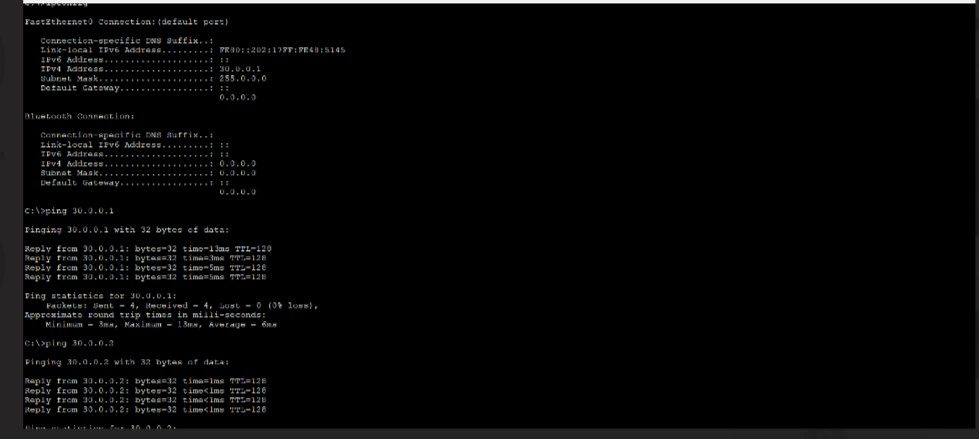 C:\>ipconfig
FastEthernet0 Connection:(default port)
Connection-specific DNS Suffix..:
Link-local IPv6 Address.........: FE80::202:17FF:FE48:5145
IPv6 Address....................: ::
IPv4 Address....................: 30.0.0.1
Subnet Mask.....................: 255.0.0.0
Default Gateway.................: ::
0.0.0.0
Bluetooth Connection:
Connection-specific DNS Suffix..:
Link-local IPv6 Address.........: ::
IPv6 Address....................: ::
IPv4 Address....................: 0.0.0.0
Subnet Mask.....................: 0.0.0.0
Default Gateway.................: ::
0.0.0.0
C:\>ping 30.0.0.1
Pinging 30.0.0.1 with 32 bytes of data:
Reply from 30.0.0.1: bytes=32 time=13ms TTL=128
Reply from 30.0.0.1: bytes=32 time=3ms TTL=128
Reply from 30.0.0.1: bytes=32 time=5ms TTL=128
Reply from 30.0.0.1: bytes=32 time=5ms TTL=128
Ping statistics for 30.0.0.1:
Packets: Sent = 4, Received = 4, Lost = 0 (0% loss),
Approximate round trip times in milli-seconds:
Minimum = 3ms, Maximum = 13ms, Average = 6ms
C:\>ping 30.0.0.2
Pinging 30.0.0.2 with 32 bytes of data:
Reply from 30.0.0.2: bytes=32 time=1ms TTL=128
Reply from 30.0.0.2: bytes=32 time<1ms TTL=128
Reply from 30.0.0.2: bytes=32 time<1ms TTL=128
Reply from 30.0.0.2: bytes=32 time<1ms TTL=128
Ping statistics for 30.0.0.2: